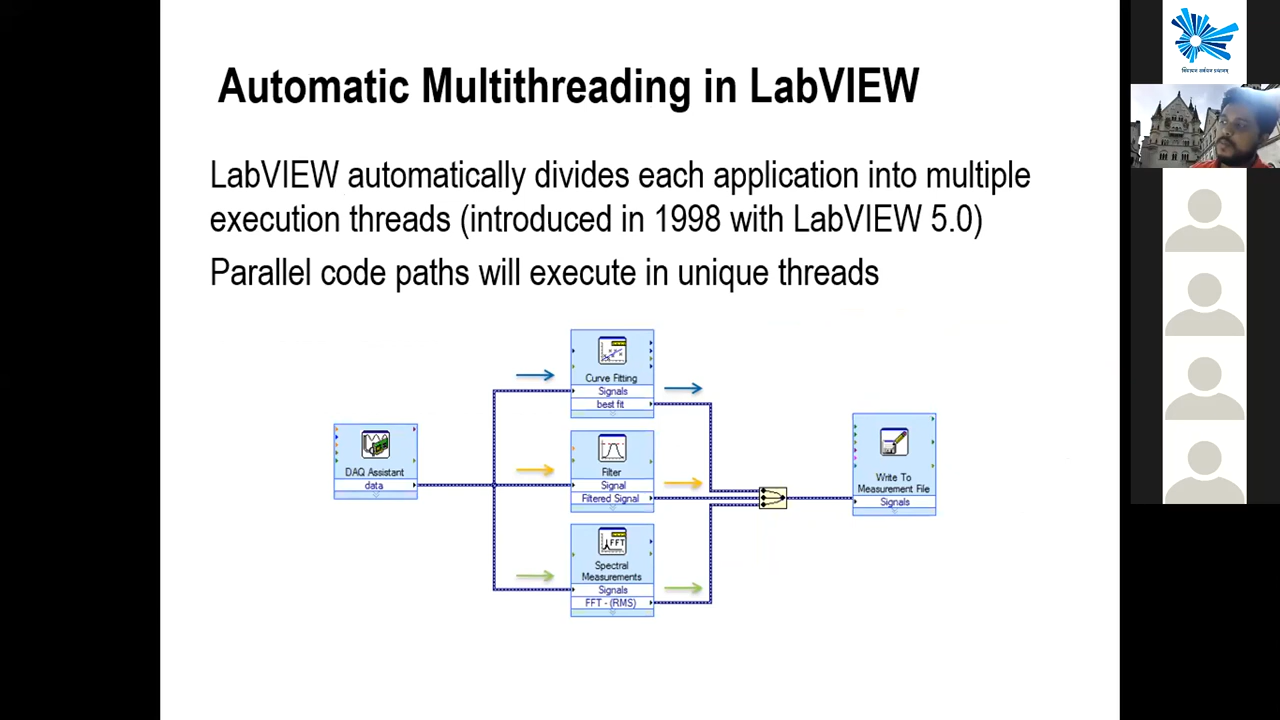 Automatic Multithreading in LabVIEW
LabVIEW automatically divides each application into multiple
execution threads (introduced in 1998 with LabVIEW 5.0)
Parallel code paths will execute in unique threads
Curve Fitting
Signals
best fit
DAQ Assistant
data
Filter
Signal
Filtered Signal
FFT
Spectral
Measurements
Signals
FFT - (RMS)
Write To
Measurement File
Signals